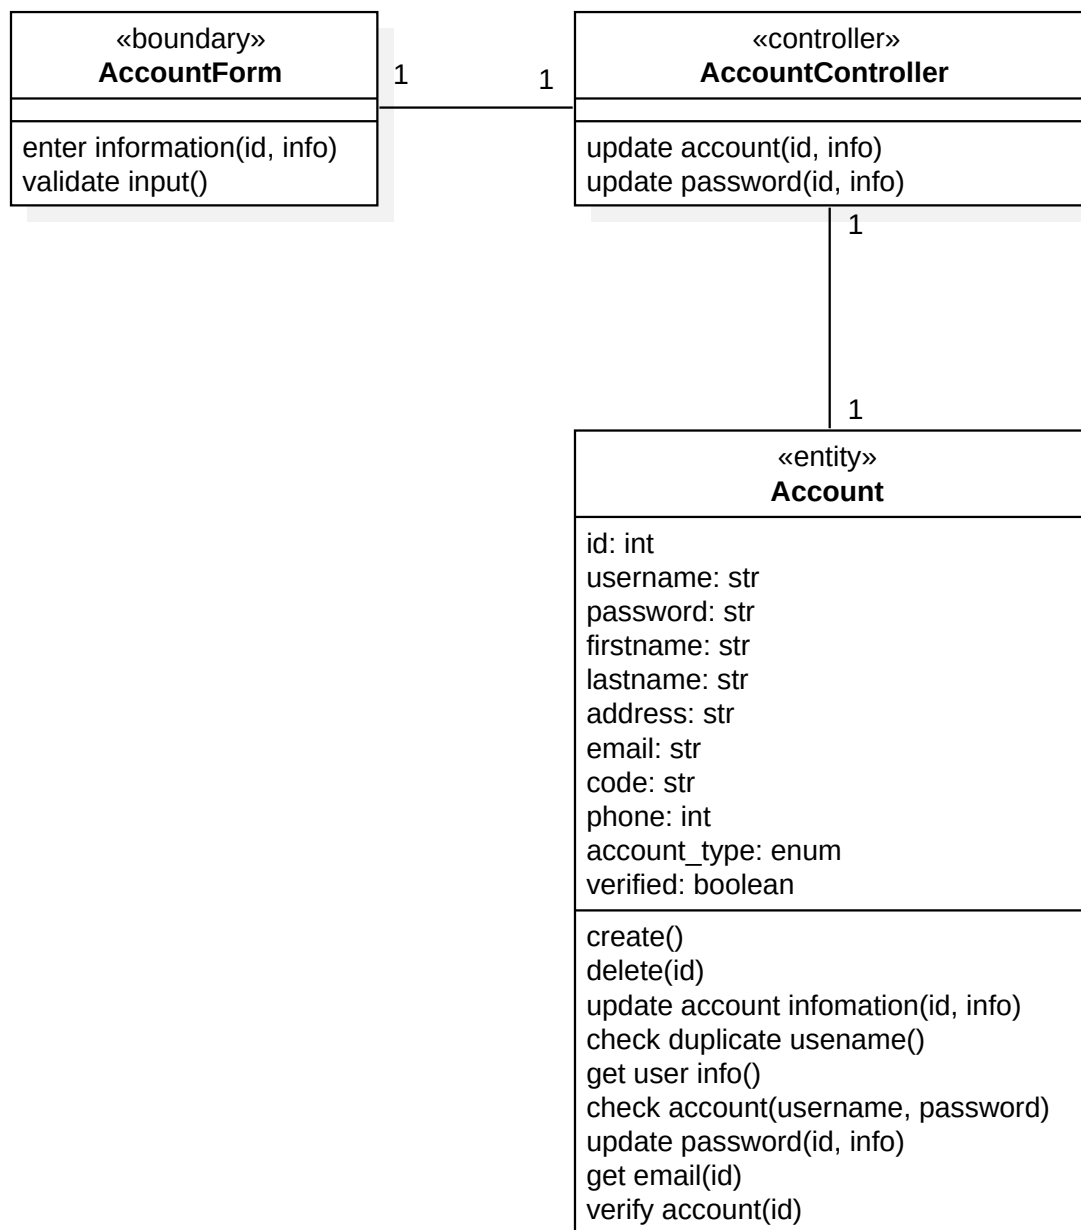 «boundary»
AccountForm
enter information(id, info)
validate input()
1
1
«controller»
AccountController
update account(id, info)
update password(id, info)
1
1
«entity»
Account
id: int
username: str
password: str
firstname: str
lastname: str
address: str
email: str
code: str
phone: int
account_type: enum
verified: boolean
create()
delete(id)
update account infomation(id, info)
check duplicate usename()
get user info()
check account(username, password)
update password(id, info)
get email(id)
verify account(id)